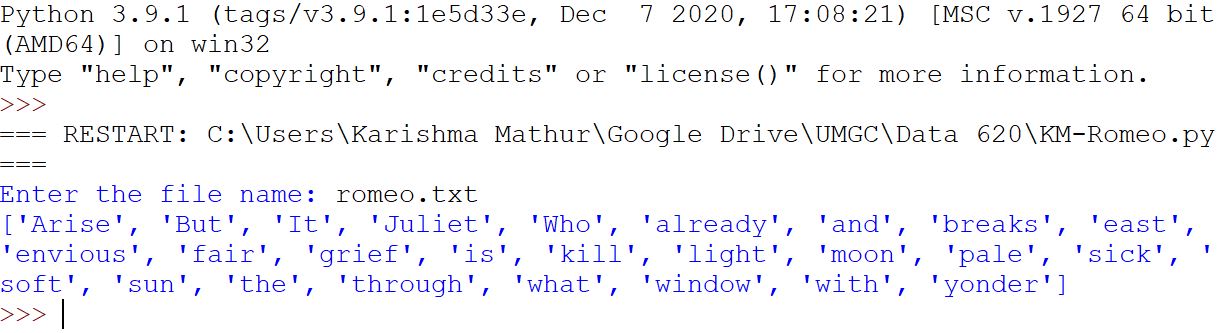 Python 3.9.1 (tags/v3.9.1:1e5d33e, Dec  7 2020, 17:08:21) [MSC v.1927 64 bit
(AMD64)] on win32
Type "help", "copyright", "credits" or "license()" for more information.
>>>
=== RESTART: C:\Users\Karishma Mathur\Google Drive\UMGC\Data 620\KM-Romeo.py
===
Enter the file name: romeo.txt
['Arise', 'But', 'It', 'Juliet', 'Who', 'already', 'and', 'breaks', 'east',
'envious', 'fair', 'grief', 'is', 'kill', 'light', 'moon', 'pale', 'sick', '
soft', 'sun', 'the', 'through', 'what', 'window', 'with', 'yonder']
>>>